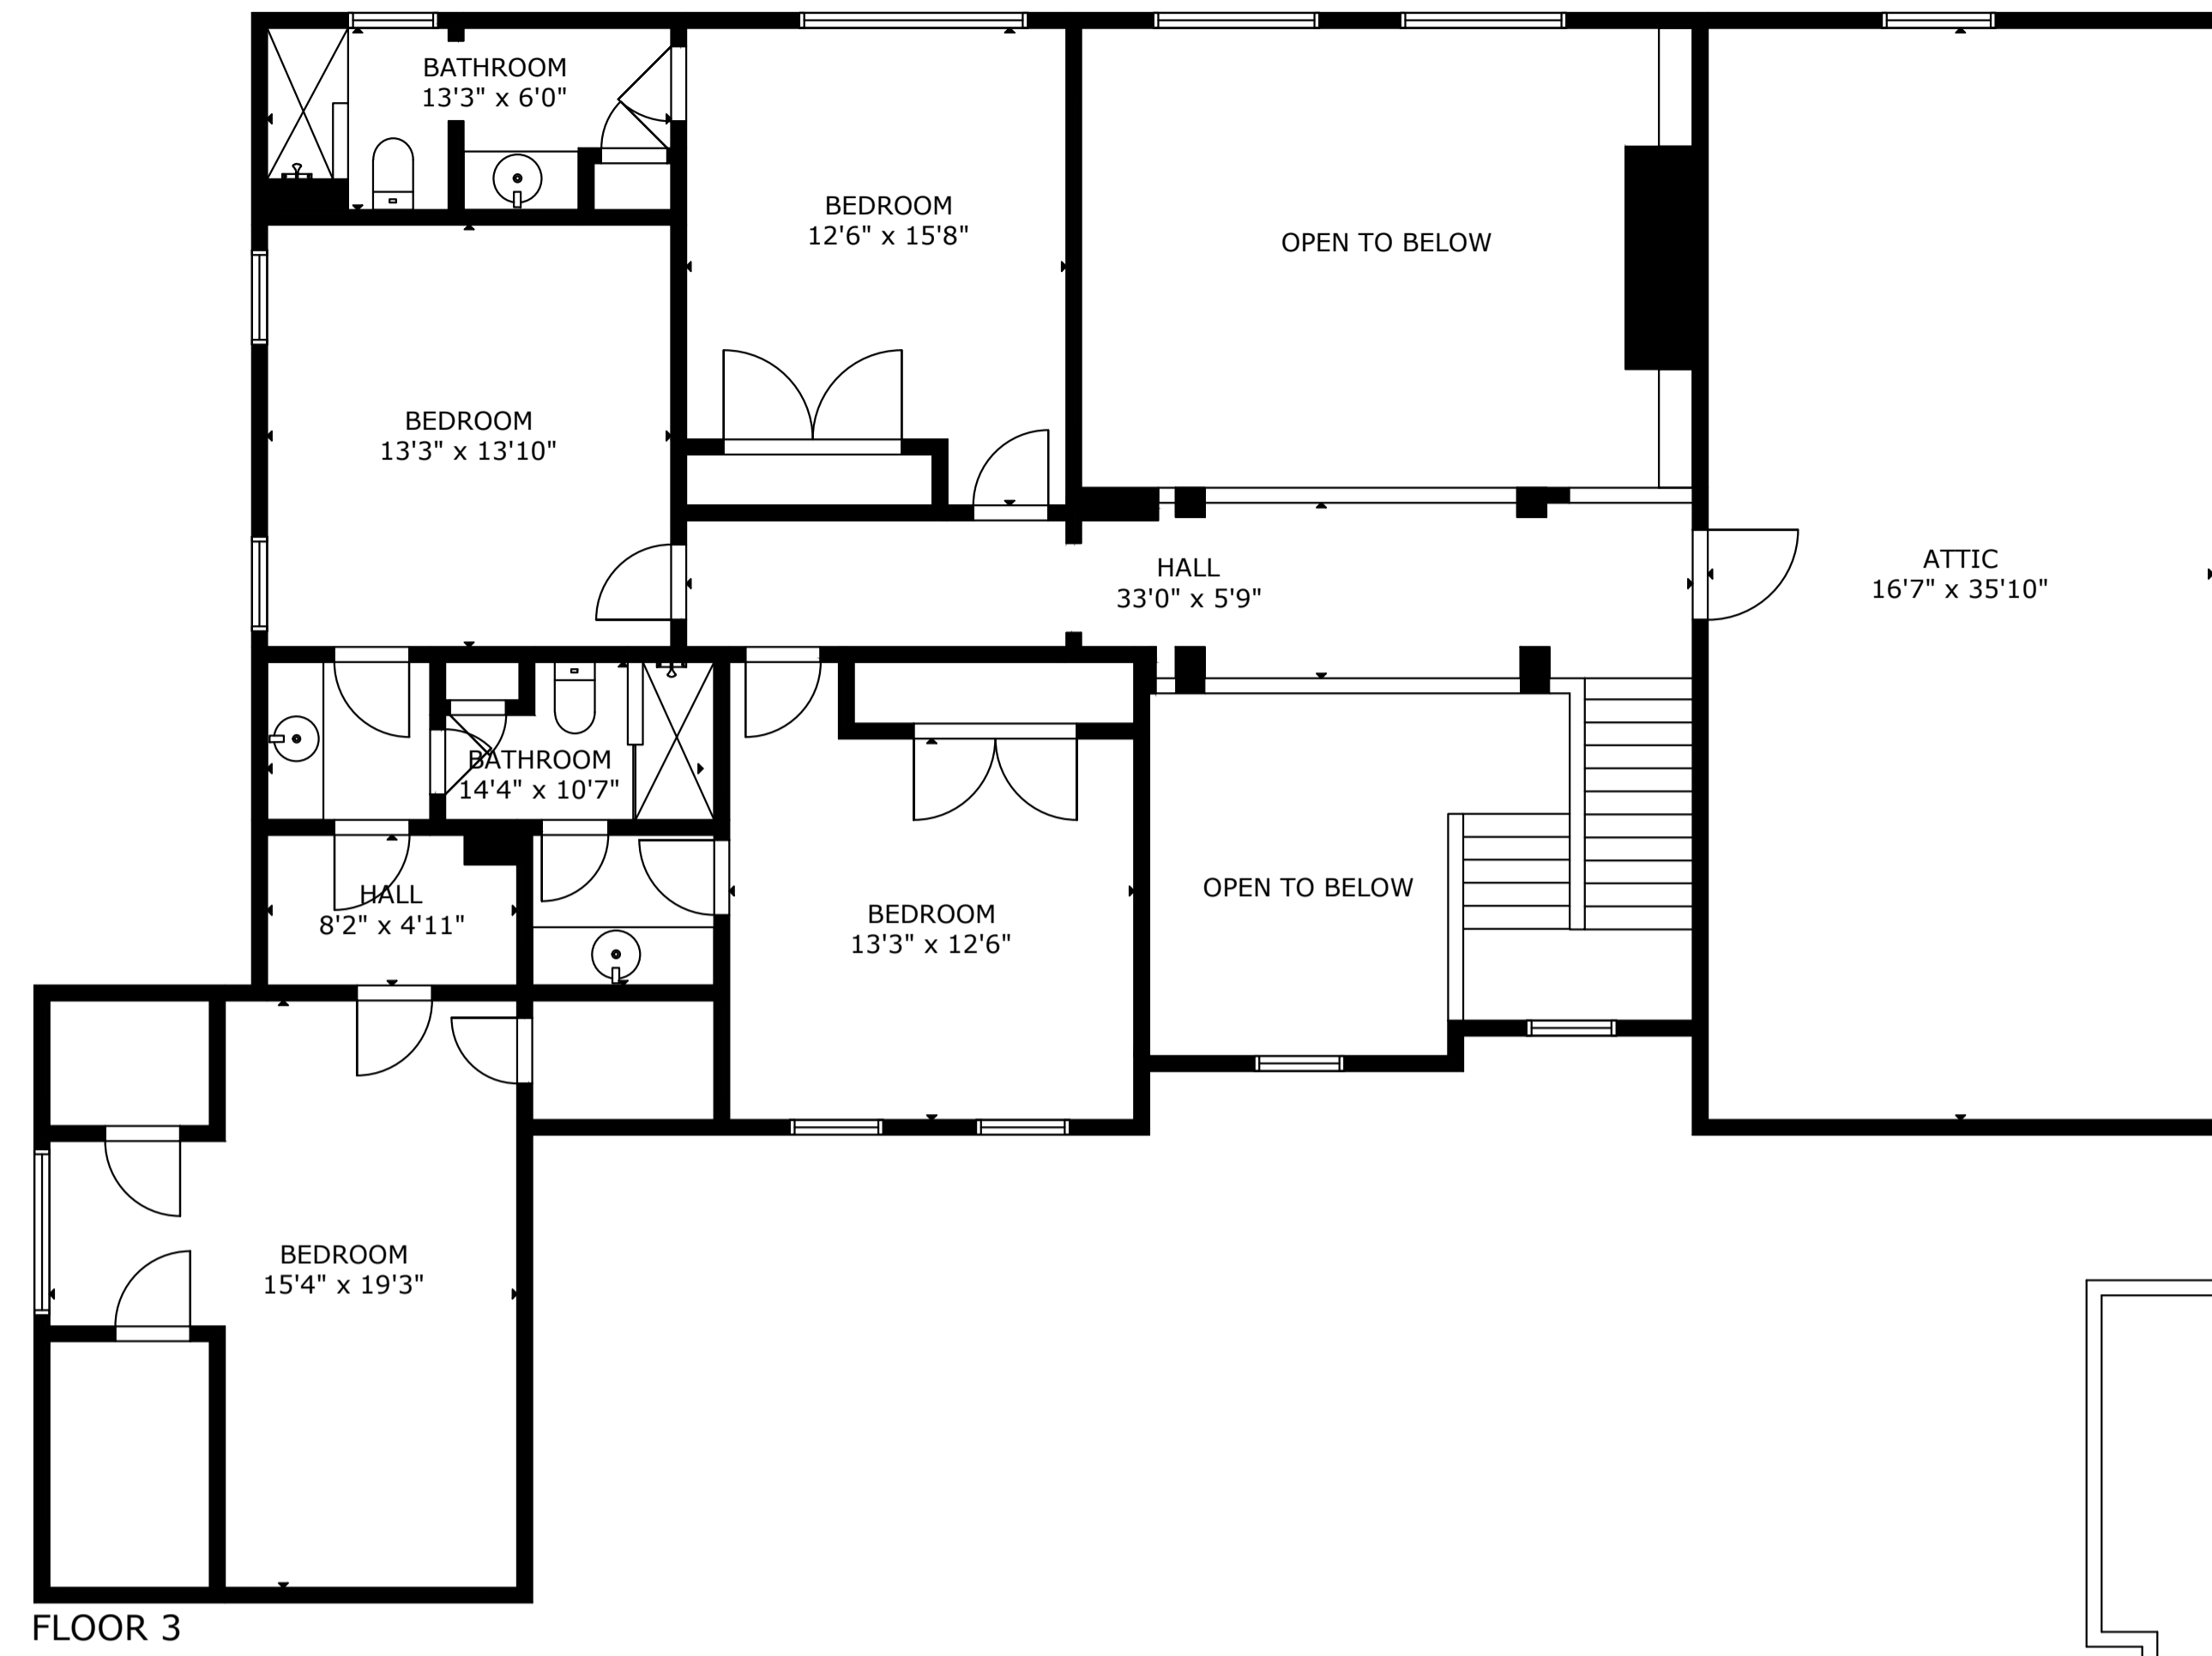 BATHROOM
13'3" x 6'0"
BEDROOM
12'6" x 15'8"
OPEN TO BELOW
BEDROOM
13'3" x 13'10"
HALL
33'0" x 5'9"
ATTIC
16'7" x 35'10"
BATHROOM
14'4" x 10'7"
HALL
8'2" x 4'11"
BEDROOM
13'3" x 12'6"
OPEN TO BELOW
BEDROOM
15'4" x 19'3"
FLOOR 3